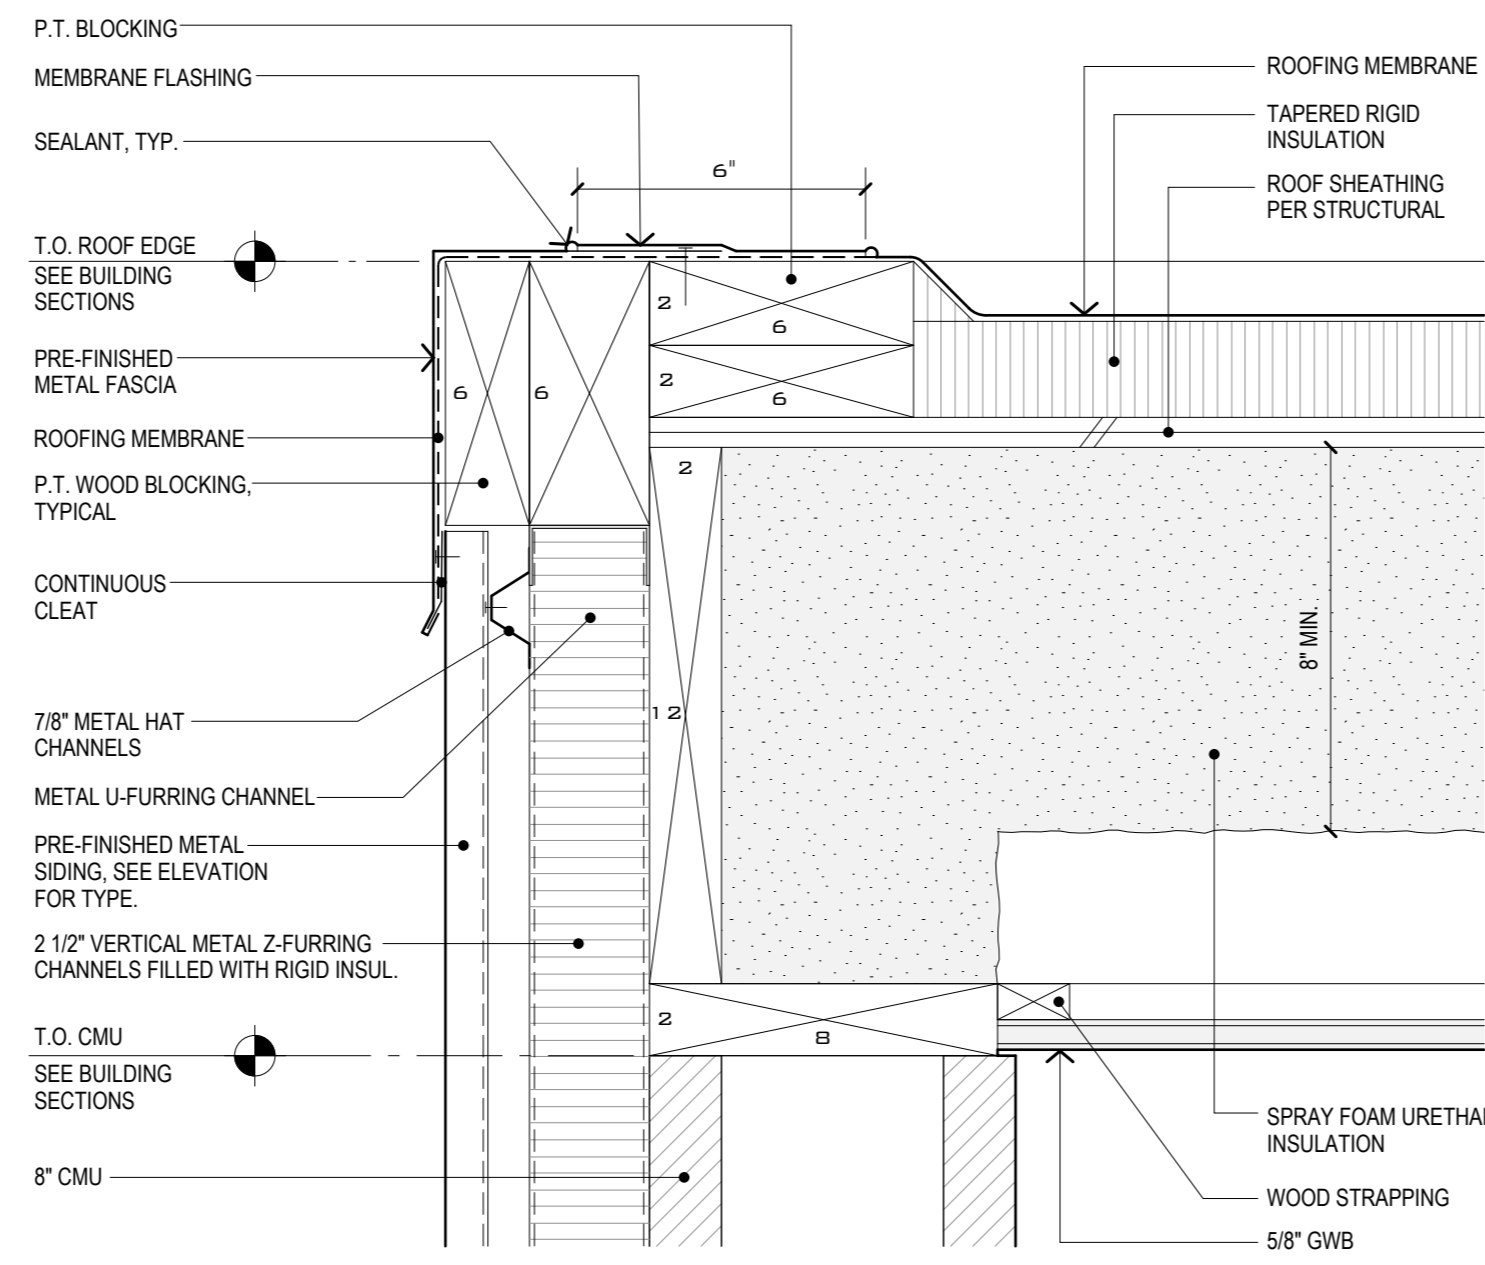 P.T. BLOCKING
MEMBRANE FLASHING
SEALANT, TYP.
T.O. ROOF EDGE
SEE BUILDING
SECTIONS
PRE-FINISHED
METAL FASCIA
ROOFING MEMBRANE
P.T. WOOD BLOCKING,
TYPICAL
CONTINUOUS
CLEAT
7/8" METAL HAT
CHANNELS
METAL U-FURRING CHANNEL
PRE-FINISHED METAL
SIDING, SEE ELEVATION
FOR TYPE.
2 1/2" VERTICAL METAL Z-FURRING
CHANNELS FILLED WITH RIGID INSUL.
T.O. CMU
SEE BUILDING
SECTIONS
8" CMU
6"
2
6
2
6
6
6
2
12
2
8
8" MIN.
ROOFING MEMBRANE
TAPERED RIGID
INSULATION
ROOF SHEATHING
PER STRUCTURAL
SPRAY FOAM
INSULATION
WOOD STRAPPING
5/8" GWB